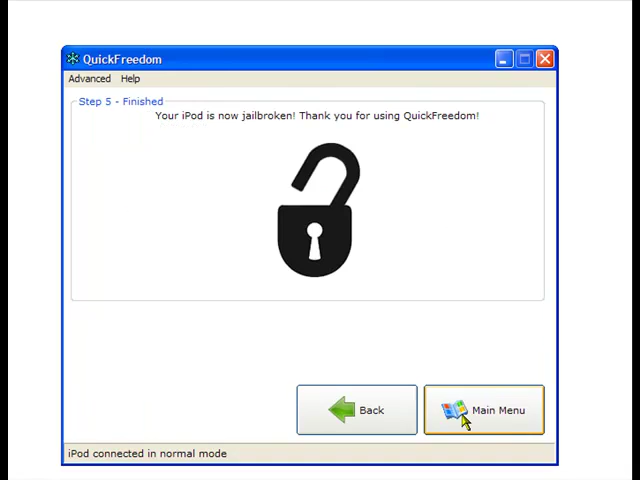 QuickFreedom
Advanced Help
Step 5 - Finished
Your iPod is now jailbroken! Thank you for using QuickFreedom!
Back
Main Menu
iPod connected in normal mode